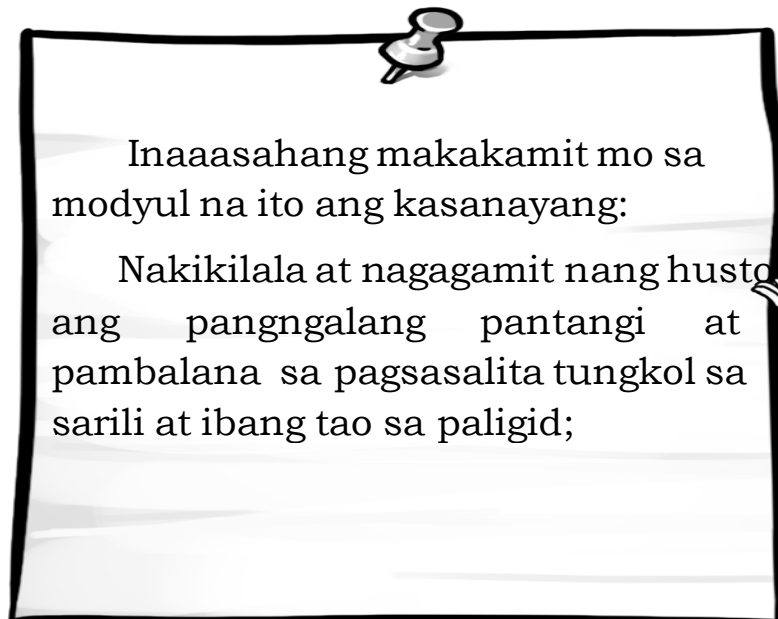 Inaaasahang makakamit mo sa
modyul na ito ang kasanayang:
Nakikilala at nagagamit nang husto
ang pangngalang pantangi at
pambalana sa pagsasalita tungkol sa
sarili at ibang tao sa paligid;